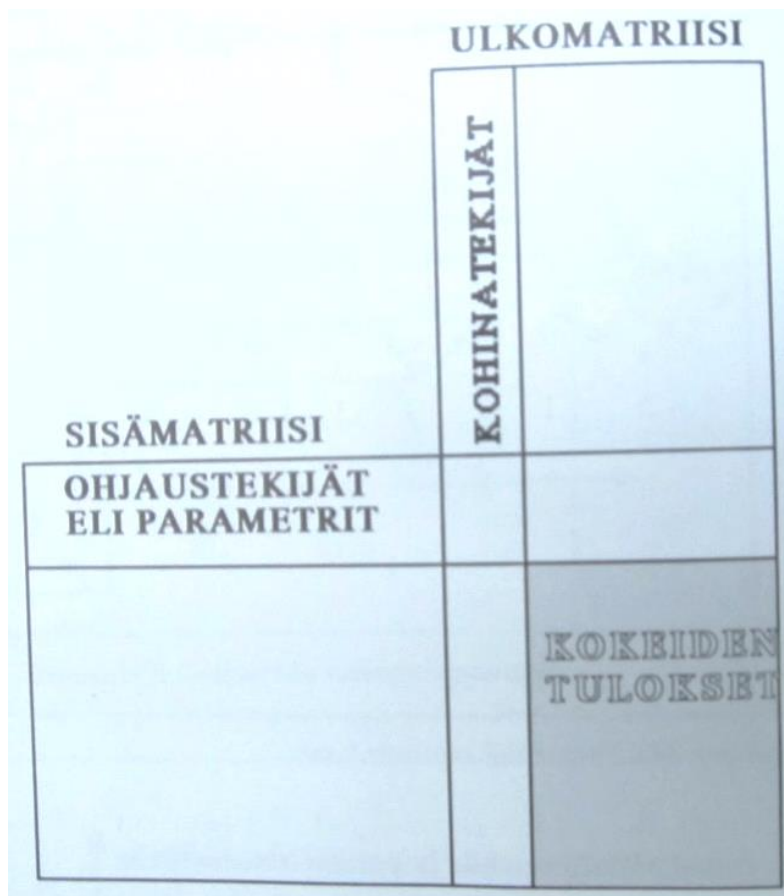 ULKOMATRIISI
KOHINATEKIJÄT
SISÄMATRIISI
OHJAUSTEKIJÄT
ELI PARAMETRIT
KOKEIDEN
TULOKSET